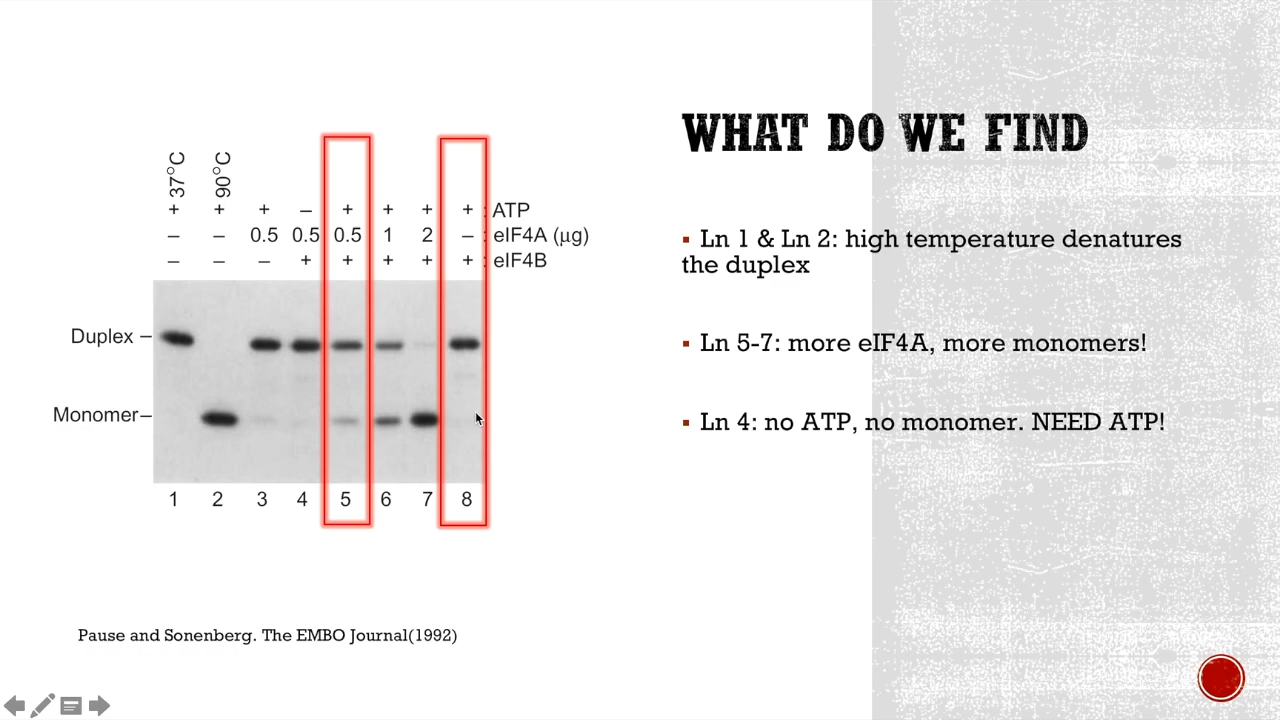 WHAT DO WE FIND
37°C 90°C
+ + + – + + + + : ATP
– – 0.5 0.5 0.5 1 2 – : eIF4A (μg)
– – – + + + + + : eIF4B
Duplex –
Monomer –
1 2 3 4 5 6 7 8
▪ Ln 1 & Ln 2: high temperature denatures
the duplex
▪ Ln 5-7: more eIF4A, more monomers!
▪ Ln 4: no ATP, no monomer. NEED ATP!
Pause and Sonenberg. The EMBO Journal(1992)